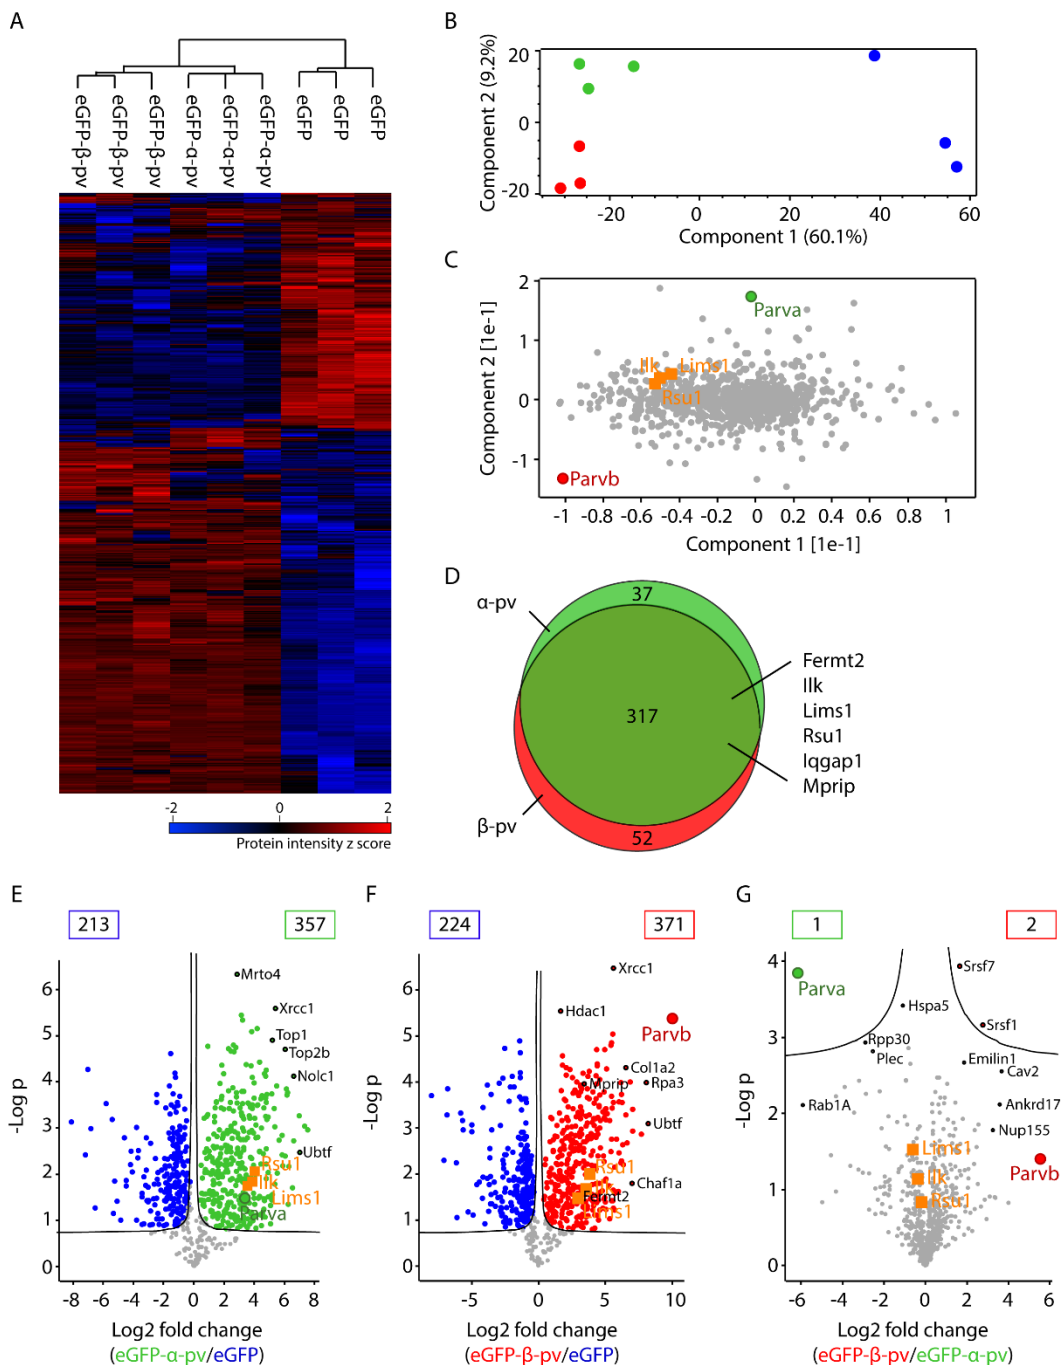 A
eGFP-β-pv
eGFP-β-pv
eGFP-β-pv
eGFP-α-pv
eGFP-α-pv
eGFP-α-pv
eGFP
eGFP
eGFP
-2
0
2
Protein intensity z score
B
Component 2 (9.2%)
20
0
-20
-20
0
20
40
60
Component 1 (60.1%)
C
Component 2 [1e-1]
2
1
0
-1
Parva
Ilk
Lims1
Rsu1
Parvb
-1
-0.8
-0.6
-0.4
-0.2
0
0.2
0.4
0.6
0.8
1
Component 1 [1e-1]
D
α-pv
37
317
52
β-pv
Fermt2
Ilk
Lims1
Rsu1
Iqgap1
Mprip
E
213
357
-Log p
6
5
4
3
2
1
0
Mrto4
Xrcc1
Top1
Top2b
Nolc1
Ubtf
Rsu1
Ilk
Lims1
Parva
-8
-6
-4
-2
0
2
4
6
8
Log2 fold change
(eGFP-α-pv/eGFP)
F
224
371
-Log p
6
5
4
3
2
1
0
Xrcc1
Hdac1
Parvb
Col1a2
Mprip
Rpa3
Ubtf
Rsu1
Ilk
Chaf1a
Fermt2
Lims1
-5
0
5
10
Log2 fold change
(eGFP-β-pv/eGFP)
G
1
2
-Log p
4
3
2
1
0
Parva
Srsf7
Hspa5
Srsf1
Rpp30
Plec
Emilin1
Cav2
Rab1A
Ankrd17
Nup155
Lims1
Ilk
Rsu1
Parvb
-6
-4
-2
0
2
4
6
Log2 fold change
(eGFP-β-pv/eGFP-α-pv)